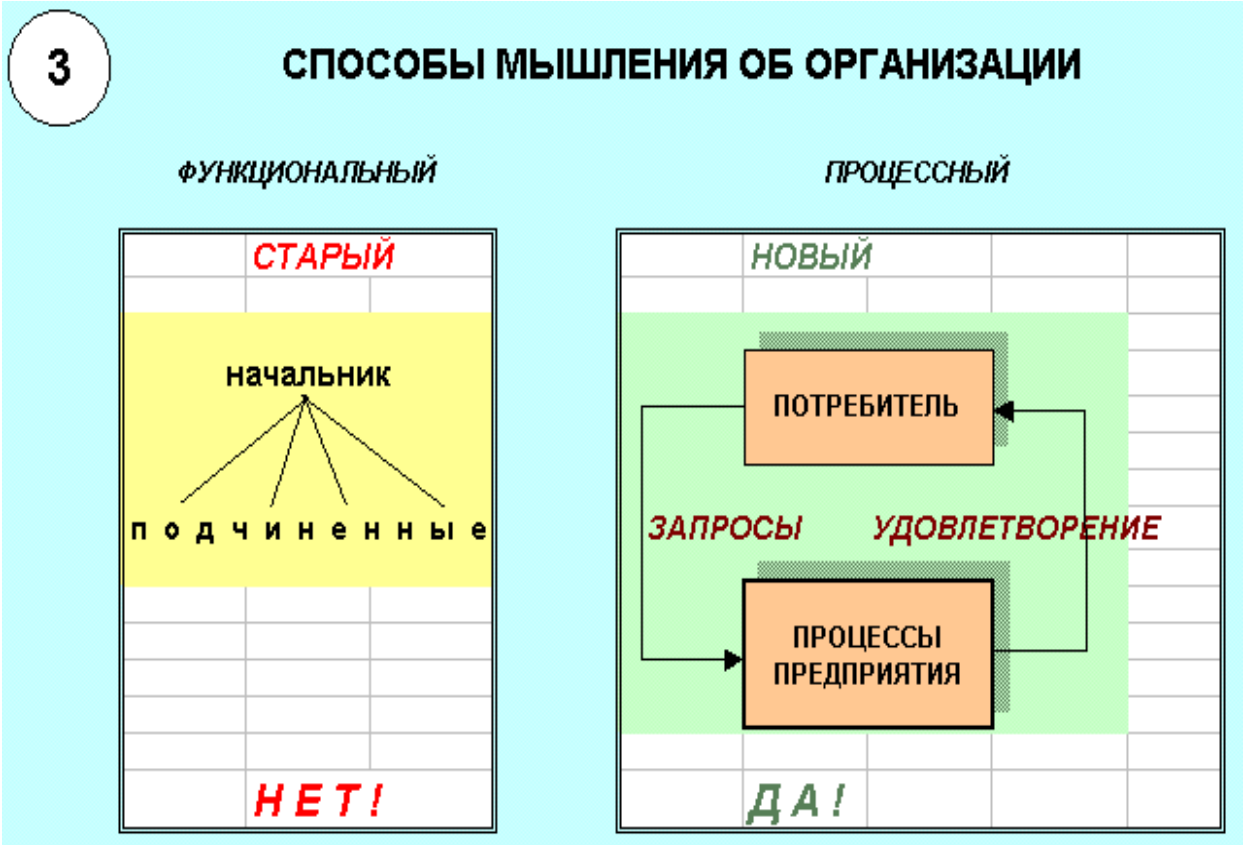 3
СПОСОБЫ МЫШЛЕНИЯ ОБ ОРГАНИЗАЦИИ
ФУНКЦИОНАЛЬНЫЙ
ПРОЦЕССНЫЙ
СТАРЫЙ
начальник
п о д ч и н е н н ы е
Н Е Т !
НОВЫЙ
ПОТРЕБИТЕЛЬ
ЗАПРОСЫ
УДОВЛЕТВОРЕНИЕ
ПРОЦЕССЫ
ПРЕДПРИЯТИЯ
Д А !